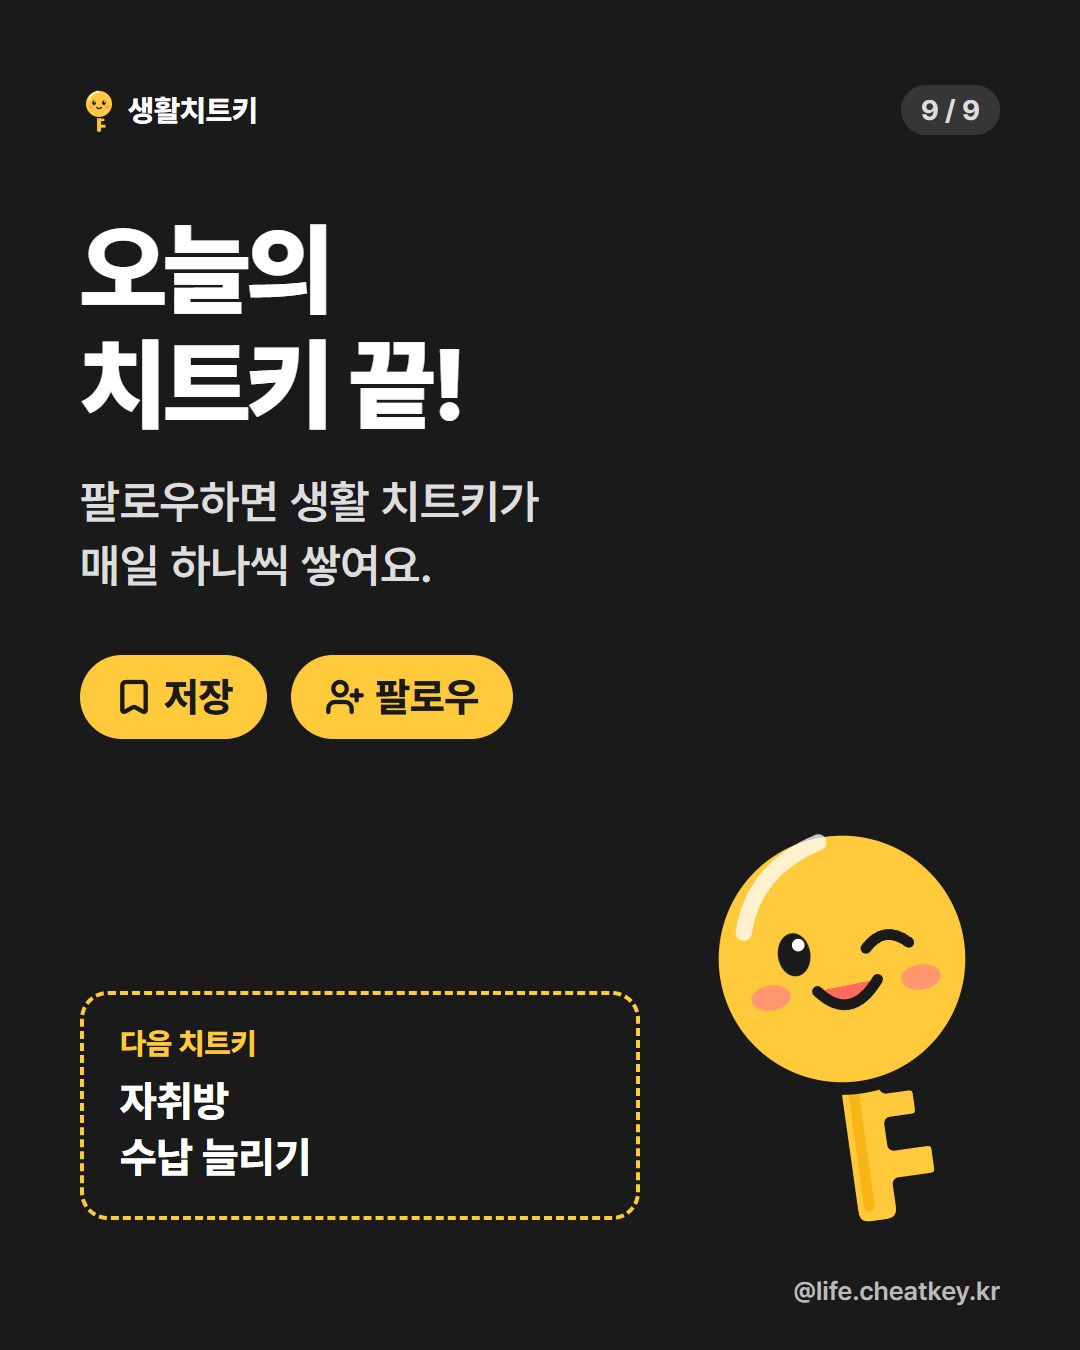 생활치트키
9 / 9
오늘의
치트키 끝!
팔로우하면 생활 치트키가
매일 하나씩 쌓여요.
저장
팔로우
다음 치트키
자취방
수납 늘리기
@life.cheatkey.kr